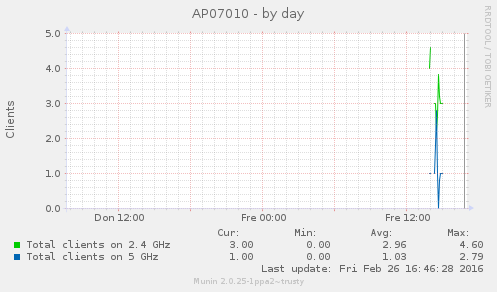 AP07010 - by day
RRDTOOL / TOBI OETIKER
Clients
5.0
4.0
3.0
2.0
1.0
0.0
Don 12:00 Fre 00:00 Fre 12:00
Cur: Min: Avg: Max:
Total clients on 2.4 GHz 3.00 0.00 2.96 4.60
Total clients on 5 GHz 1.00 0.00 1.03 2.79
Last update: Fri Feb 26 16:46:28 2016
Munin 2.0.25-1ppa2~trusty